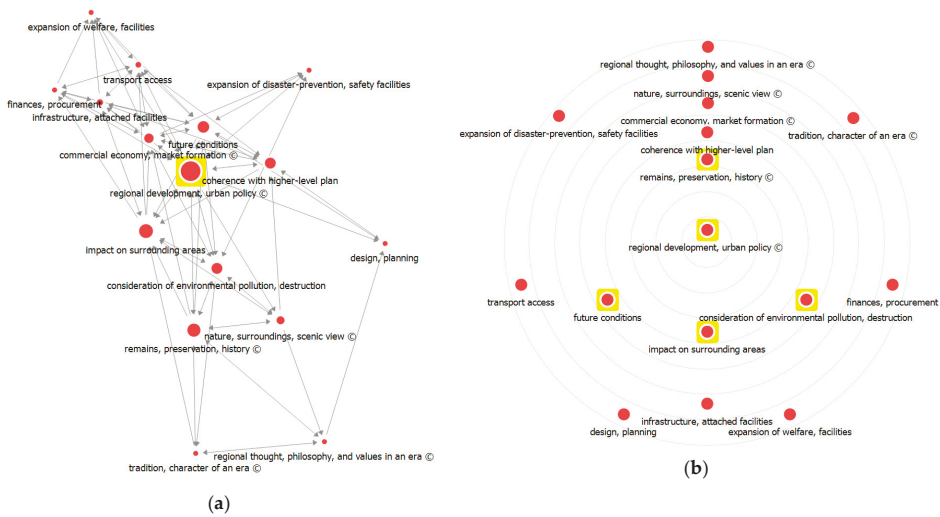 expansion of welfare, facilities
transport access
expansion of disaster-prevention, safety facilities
finances, procurement
infrastructure, attached facilities
future conditions
commercial economy, market formation ©
coherence with higher-level plan
regional development, urban policy ©
impact on surrounding areas
design, planning
consideration of environmental pollution, destruction
nature, surroundings, scenic view ©
remains, preservation, history ©
regional thought, philosophy, and values in an era ©
tradition, character of an era ©
(a)
regional thought, philosophy, and values in an era ©
nature, surroundings, scenic view ©
commercial economy, market formation ©
expansion of disaster-prevention, safety facilities
tradition, character of an era ©
coherence with higher-level plan
remains, preservation, history ©
regional development, urban policy ©
transport access
finances, procurement
future conditions
consideration of environmental pollution, destruction
impact on surrounding areas
infrastructure, attached facilities
design, planning
expansion of welfare, facilities
(b)